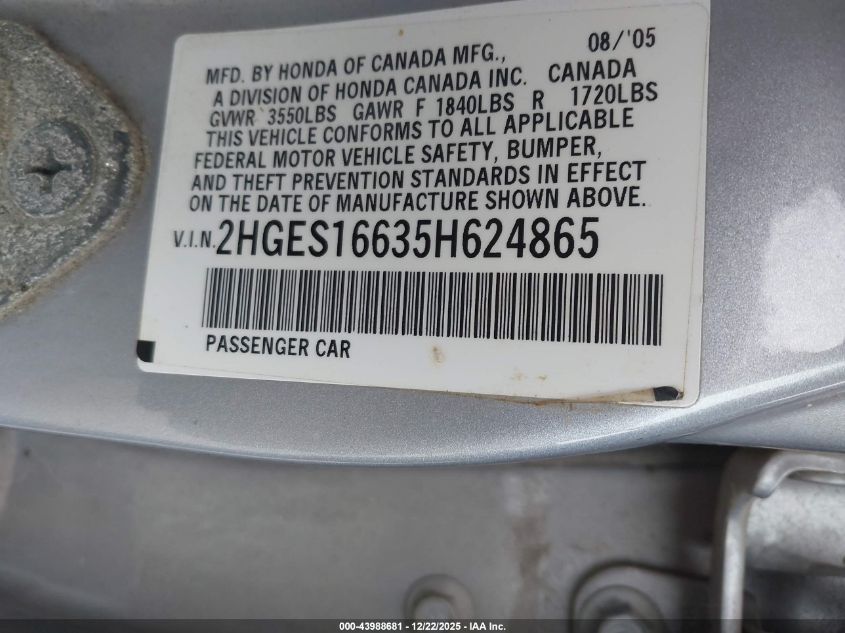 08/'05
MFD. BY HONDA OF CANADA MFG.,
A DIVISION OF HONDA CANADA INC. CANADA
GVWR 3550LBS GAWR F 1840LBS R 1720LBS
THIS VEHICLE CONFORMS TO ALL APPLICABLE
FEDERAL MOTOR VEHICLE SAFETY, BUMPER,
AND THEFT PREVENTION STANDARDS IN EFFECT
ON THE DATE OF MANUFACTURE SHOWN ABOVE.
V.I.N. 2HGES16635H624865
PASSENGER CAR
000-43988681 - 12/22/2025 - IAA Inc.